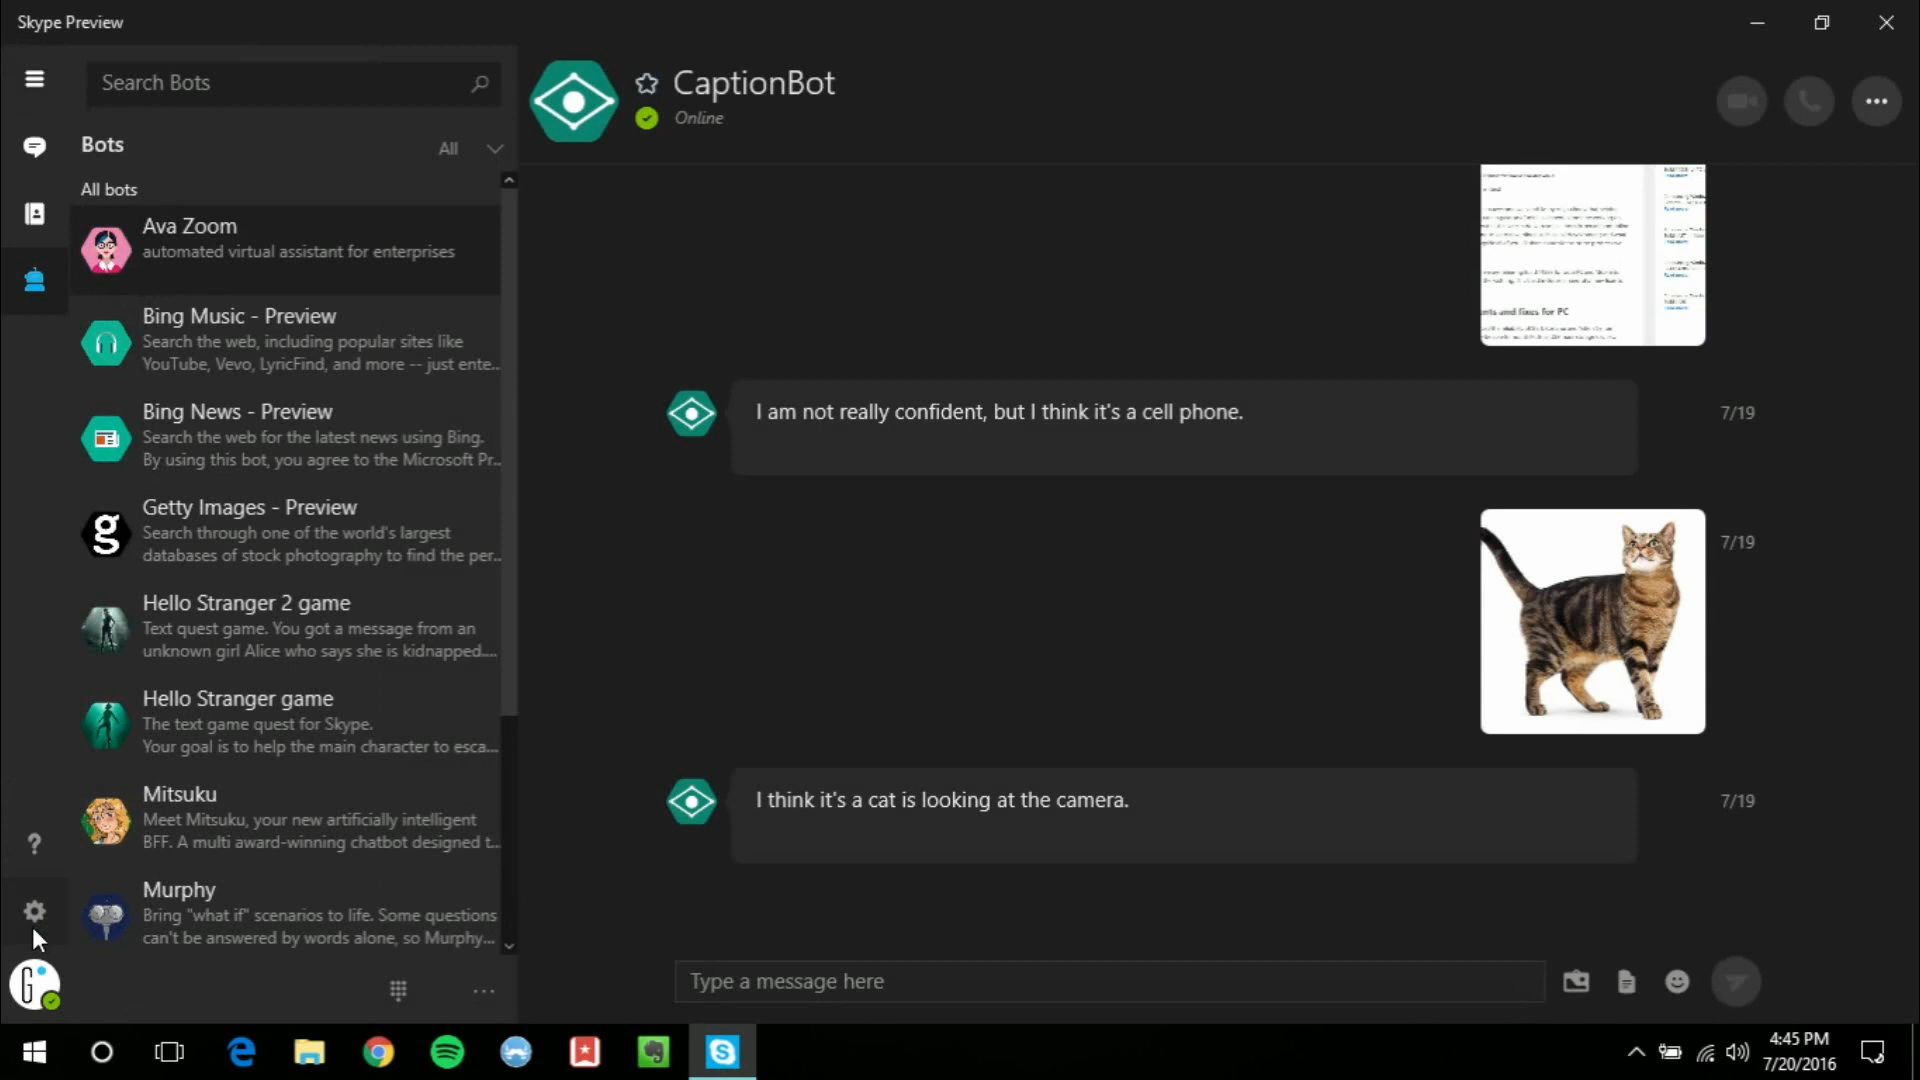 Skype Preview
Search Bots
Bots
All
All bots
Ava Zoom
automated virtual assistant for enterprises
Bing Music - Preview
Search the web, including popular sites like
YouTube, Vevo, LyricFind, and more -- just ente...
Bing News - Preview
Search the web for the latest news using Bing.
By using this bot, you agree to the Microsoft Pr...
Getty Images - Preview
Search through one of the world's largest
databases of stock photography to find the per...
Hello Stranger 2 game
Text quest game. You got a message from an
unknown girl Alice who says she is kidnapped....
Hello Stranger game
The text game quest for Skype.
Your goal is to help the main character to esca...
Mitsuku
Meet Mitsuku, your new artificially intelligent
BFF. A multi award-winning chatbot designed t...
Murphy
Bring "what if" scenarios to life. Some questions
can't be answered by words alone, so Murphy...
CaptionBot
Online
nts and fixes for PC
I am not really confident, but I think it's a cell phone.
7/19
7/19
I think it's a cat is looking at the camera.
7/19
Type a message here
4:45 PM
7/20/2016